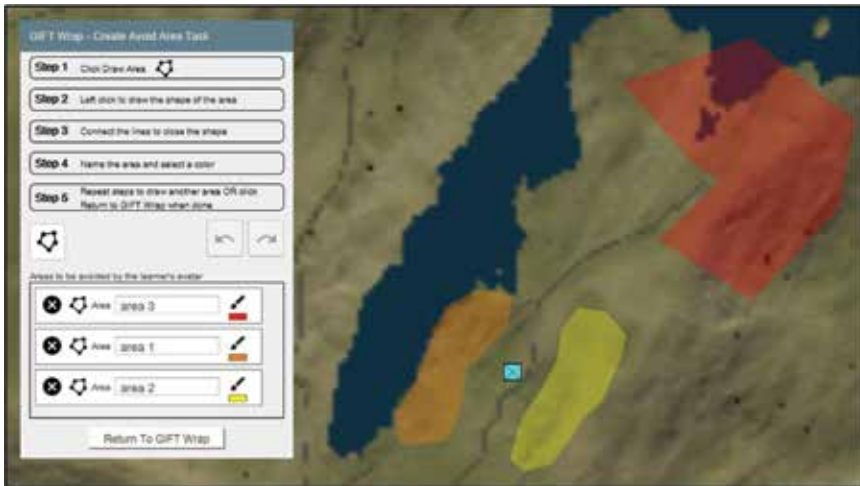 GIFT Wrap - Create Avoid Area Task
Step 1 Click Draw Area
Step 2 Left click to draw the shape of the area
Step 3 Connect the lines to close the shape
Step 4 Name the area and select a color
Step 5 Repeat steps to draw another area OR click
Return to GIFT Wrap when done
Areas to be avoided by the learner's avatar
Area area 3
Area area 1
Area area 2
Return To GIFT Wrap